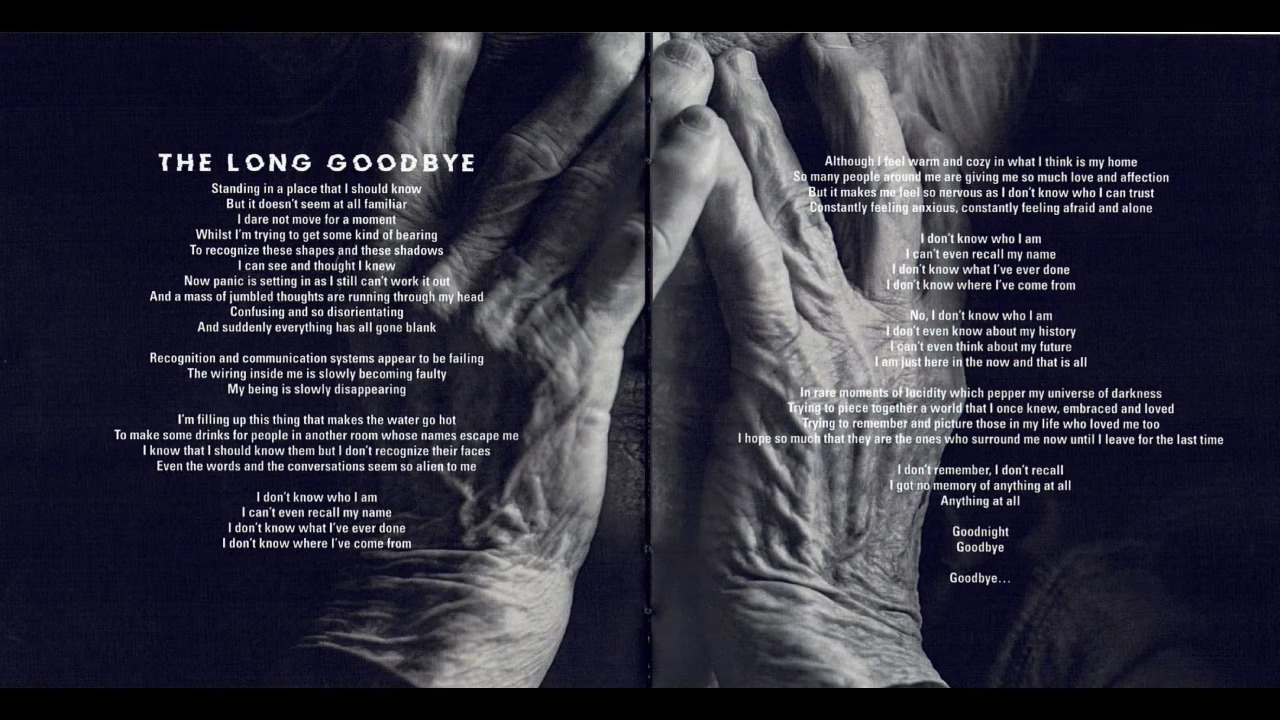 THE LONG GOODBYE
Standing in a place that I should know
But it doesn't seem at all familiar
I dare not move for a moment
Whilst I'm trying to get some kind of bearing
To recognize these shapes and these shadows
I can see and thought I knew
Now panic is setting in as I still can't work it out
And a mass of jumbled thoughts are running through my head
Confusing and so disorientating
And suddenly everything has all gone blank
Recognition and communication systems appear to be failing
The wiring inside me is slowly becoming faulty
My being is slowly disappearing
I'm filling up this thing that makes the water go hot
To make some drinks for people in another room whose names escape me
I know that I should know them but I don't recognize their faces
Even the words and the conversations seem so alien to me
I don't know who I am
I can't even recall my name
I don't know what I've ever done
I don't know where I've come from
Although I feel warm and cozy in what I think is my home
So many people around me are giving me so much love and affection
But it makes me feel so nervous as I don't know who I can trust
Constantly feeling anxious, constantly feeling afraid and alone
I don't know who I am
I can't even recall my name
I don't know what I've ever done
I don't know where I've come from
No, I don't know who I am
I don't even know about my history
I can't even think about my future
I am just here in the now and that is all
In rare moments of lucidity which pepper my universe of darkness
Trying to piece together a world that I once knew, embraced and loved
Trying to remember and picture those in my life who loved me too
I hope so much that they are the ones who surround me now until I leave for the last time
I don't remember, I don't recall
I got no memory of anything at all
Anything at all
Goodnight
Goodbye
Goodbye...